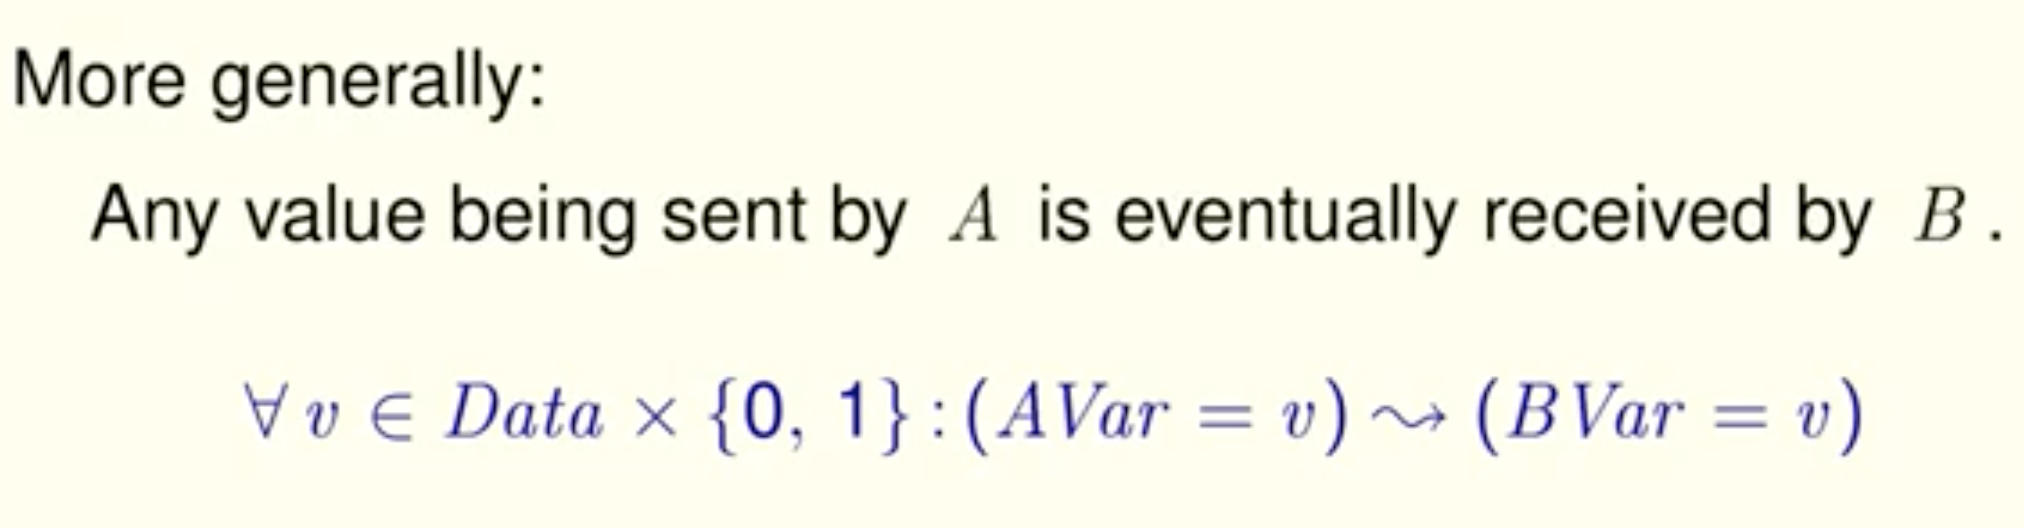 More generally:
Any value being sent by A is eventually received by B .
∀ v ∈ Data × {0, 1} : (AVar = v) ⤳ (BVar = v)